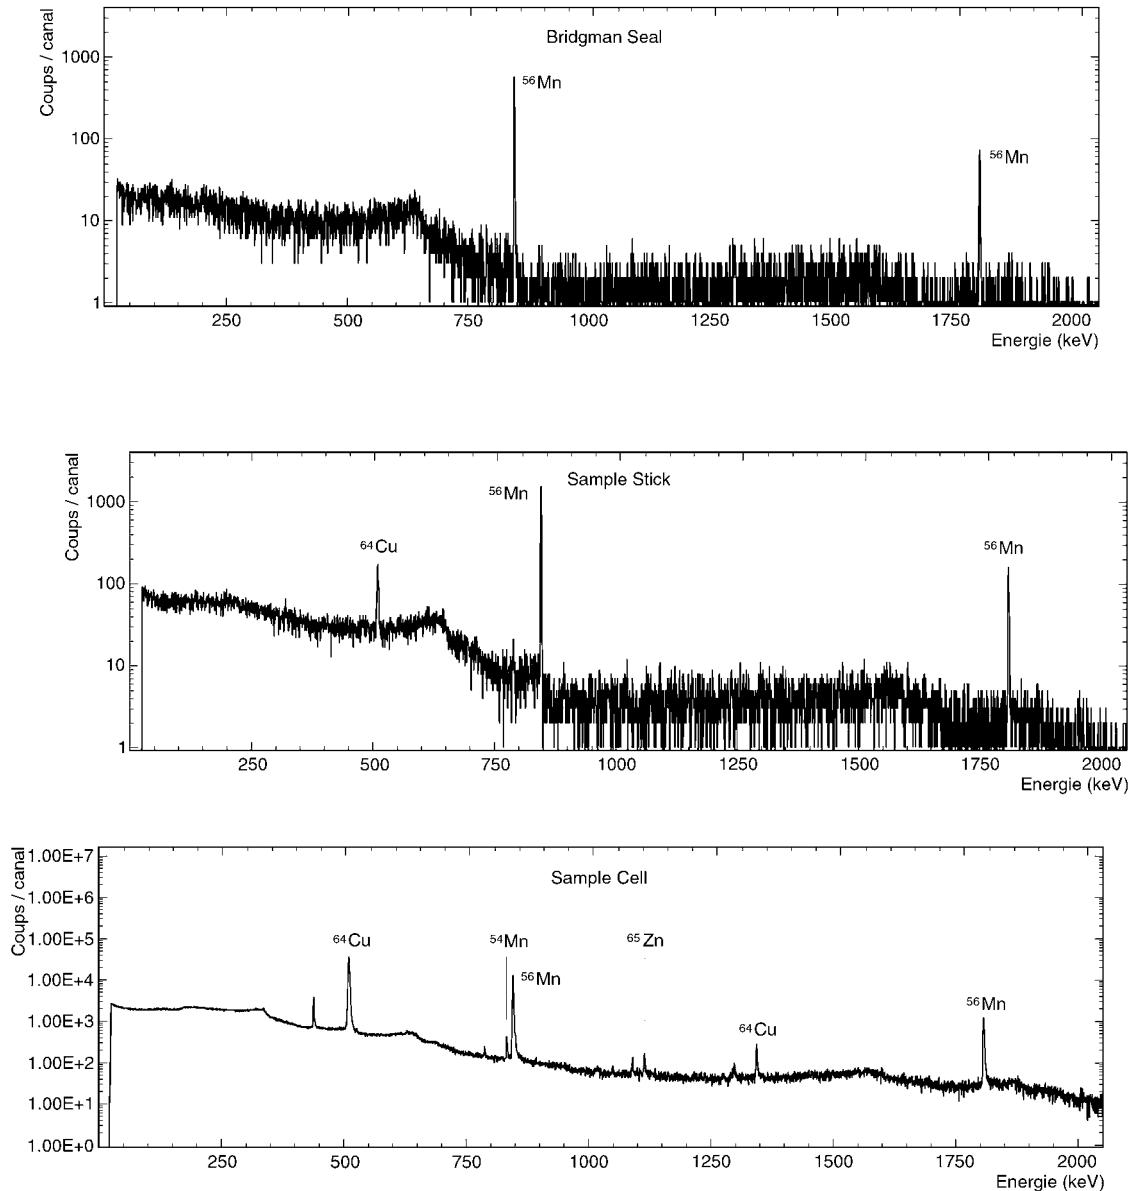 Coups / canal
Bridgman Seal
1000
⁵⁶Mn
100
⁵⁶Mn
10
1
250 500 750 1000 1250 1500 1750 2000
Energie (keV)
Coups / canal
Sample Stick
⁵⁶Mn
1000
⁶⁴Cu
⁵⁶Mn
100
10
1
250 500 750 1000 1250 1500 1750 2000
Energie (keV)
Coups / canal
1.00E+7
Sample Cell
1.00E+6
1.00E+5
⁶⁴Cu ⁵⁴Mn ⁶⁵Zn
1.00E+4
⁵⁶Mn
⁵⁶Mn
1.00E+3
⁶⁴Cu
1.00E+2
1.00E+1
1.00E+0
250 500 750 1000 1250 1500 1750 2000
Energie (keV)